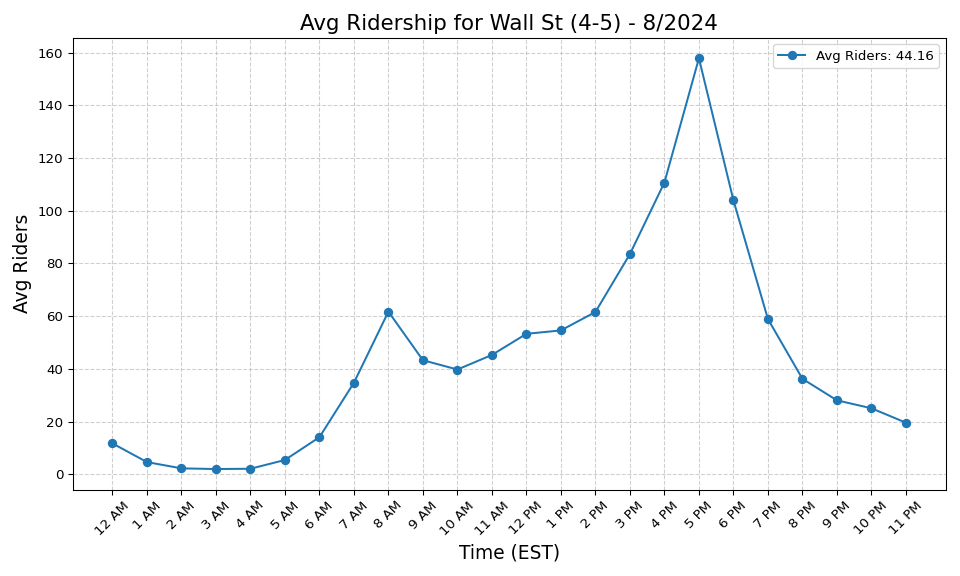 Avg Ridership for Wall St (4-5) - 8/2024
Avg Riders: 44.16
160
140
120
100
80
60
40
20
0
Avg Riders
12 AM 1 AM 2 AM 3 AM 4 AM 5 AM 6 AM 7 AM 8 AM 9 AM 10 AM 11 AM 12 PM 1 PM 2 PM 3 PM 4 PM 5 PM 6 PM 7 PM 8 PM 9 PM 10 PM 11 PM
Time (EST)